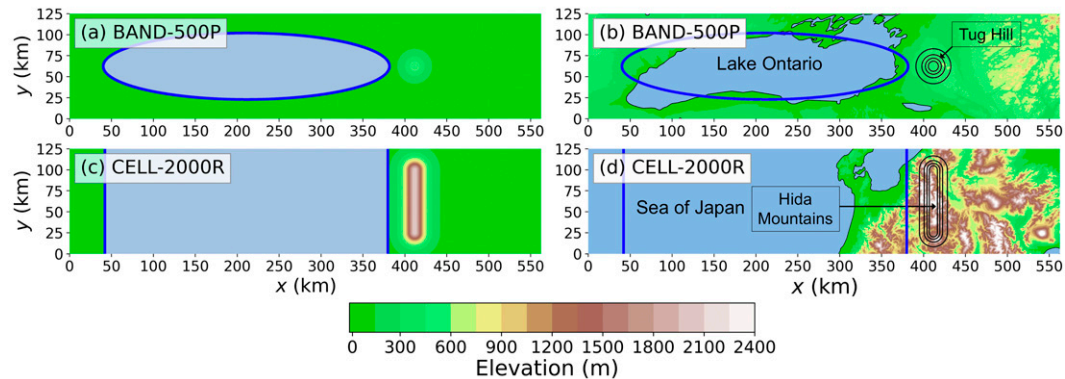 (a) BAND-500P
y (km)
125
100
75
50
25
0
0 50 100 150 200 250 300 350 400 450 500 550
(b) BAND-500P
Tug Hill
Lake Ontario
125
100
75
50
25
0
0 50 100 150 200 250 300 350 400 450 500 550
(c) CELL-2000R
y (km)
125
100
75
50
25
0
0 50 100 150 200 250 300 350 400 450 500 550
x (km)
(d) CELL-2000R
Sea of Japan
Hida
Mountains
125
100
75
50
25
0
0 50 100 150 200 250 300 350 400 450 500 550
x (km)
0 300 600 900 1200 1500 1800 2100 2400
Elevation (m)